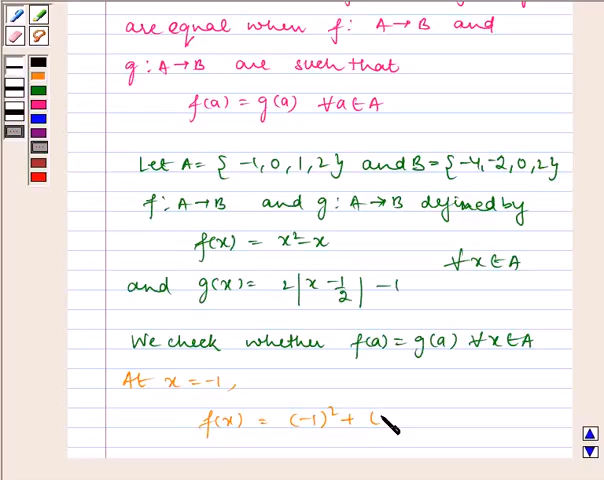 are equal when f: A→B and
g: A→B are such that
f(a) = g(a) ∀a∈A
Let A = { -1, 0, 1, 2} and B = {-4, -2, 0, 2}
f: A→B and g: A→B defined by
f(x) = x²-x
∀x∈A
and g(x) = 2|x - 1/2| - 1
We check whether f(a) = g(a) ∀x∈A
At x = -1,
f(x) = (-1)² + (